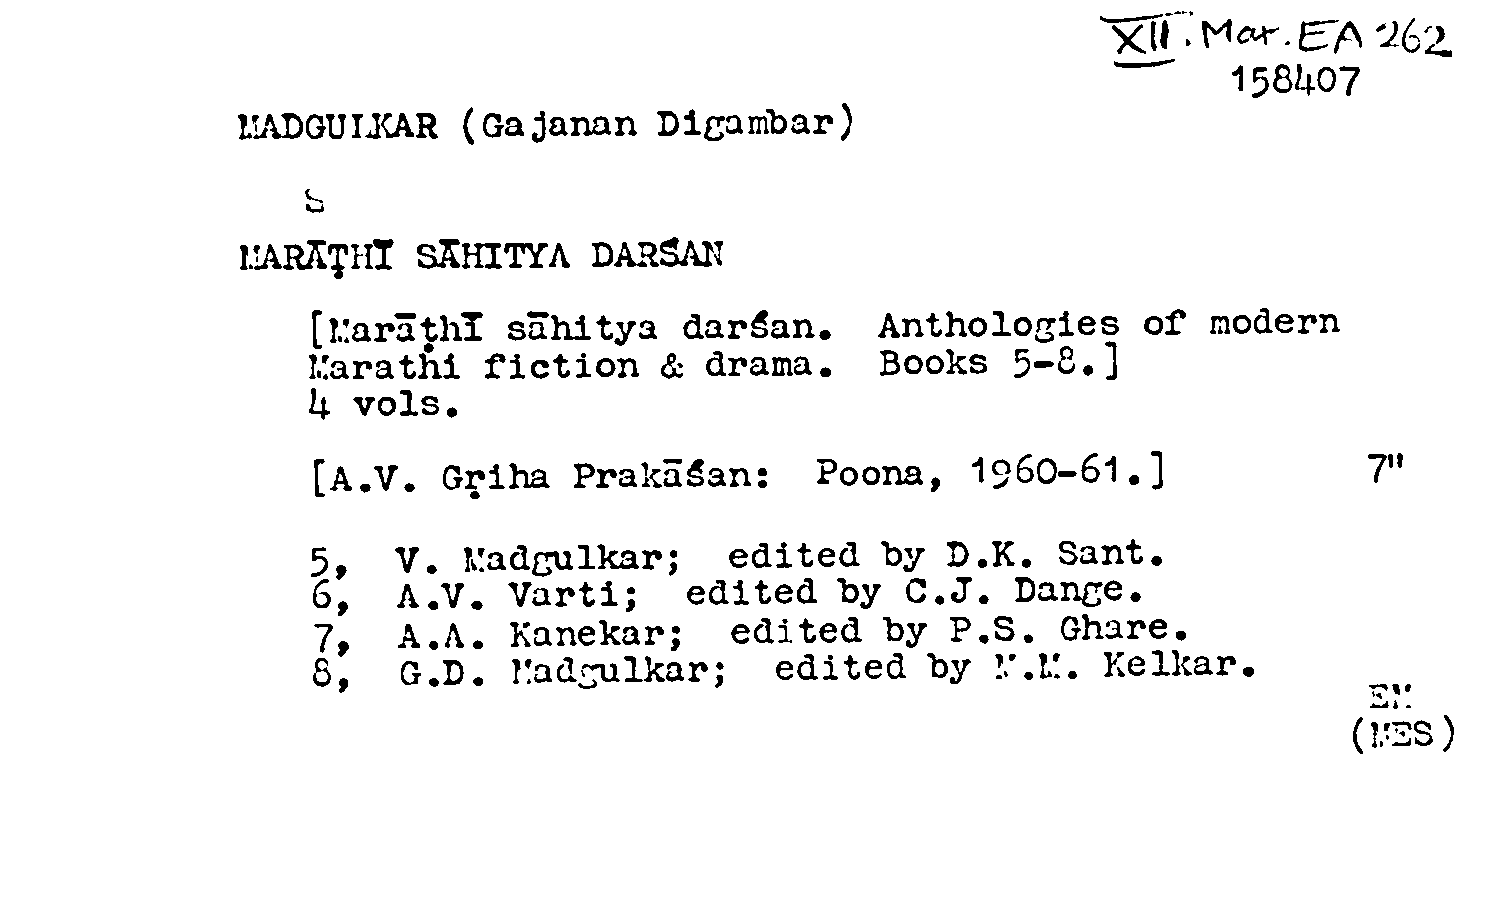 XII. Mar. EA 262
158407
MADGULKAR (Gajanan Digambar)
S
MARĀṬHĪ SĀHITYA DARŚAN
[Marāṭhī sāhitya darśan. Anthologies of modern
Marathi fiction & drama. Books 5-8.]
4 vols.
[A.V. Gṛiha Prakāśan: Poona, 1960-61.] 7"
5, V. Madgulkar; edited by D.K. Sant.
6, A.V. Varti; edited by C.J. Dange.
7, A.A. Kanekar; edited by P.S. Ghare.
8, G.D. Madgulkar; edited by Kelkar.
EM
(MES)